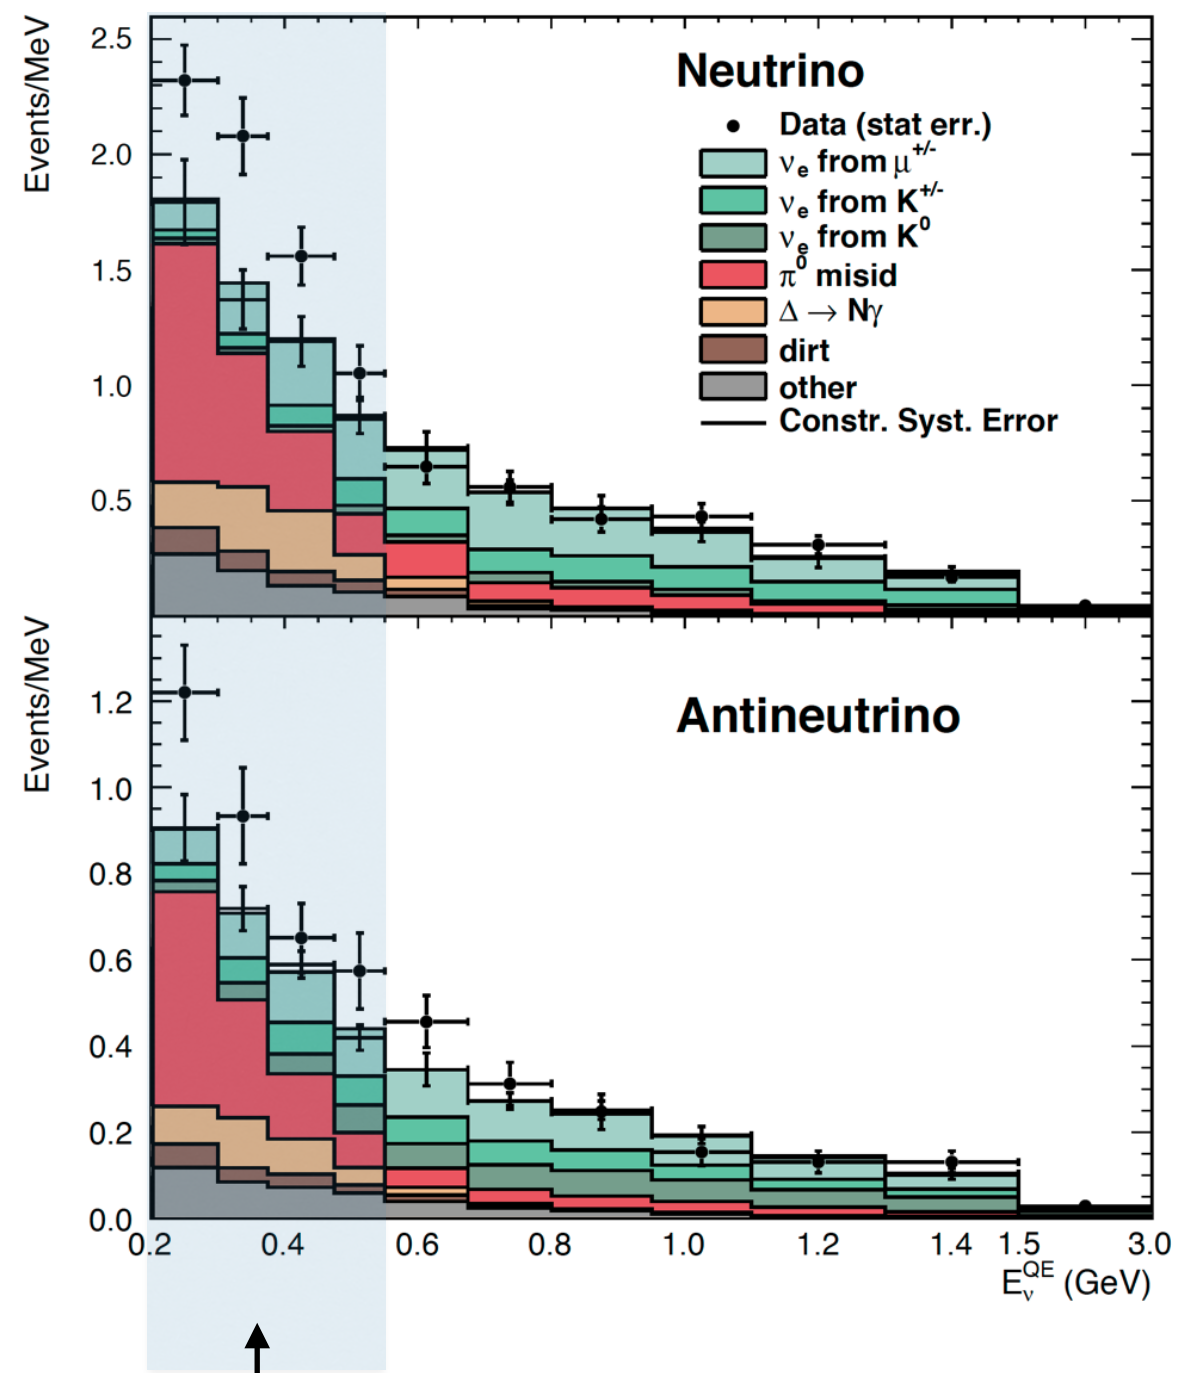 Events/MeV
2.5
2.0
1.5
1.0
0.5
Neutrino
Data (stat err.)
νe from μ+/-
νe from K+/-
νe from K0
π0 misid
Δ → Nγ
dirt
other
Constr. Syst. Error
Events/MeV
1.2
1.0
0.8
0.6
0.4
0.2
0.0
Antineutrino
0.2 0.4 0.6 0.8 1.0 1.2 1.4 1.5 3.0
EνQE (GeV)